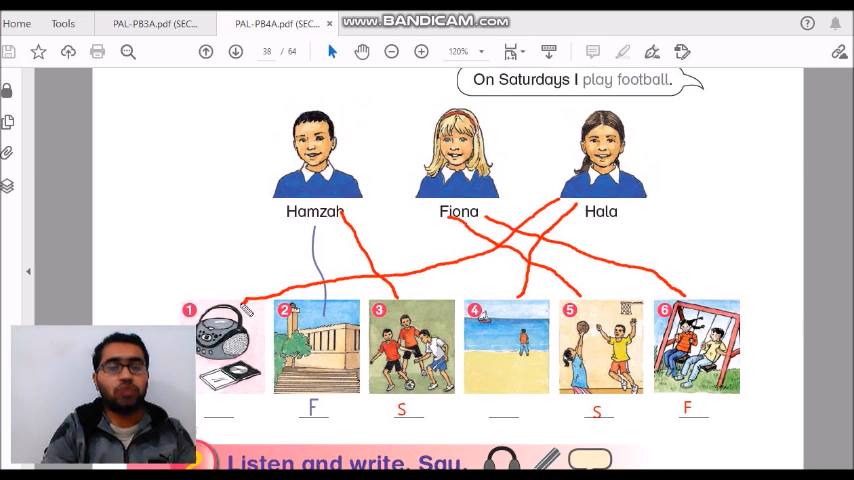 Home Tools PAL-PB3A.pdf (SEC... PAL-PB4A.pdf (SEC... × www.BANDICAM.com
38 / 64 120%
On Saturdays I play football.
Hamzah Fiona Hala
1 2 3 4 5 6
F S S F
Listen and write. Say.